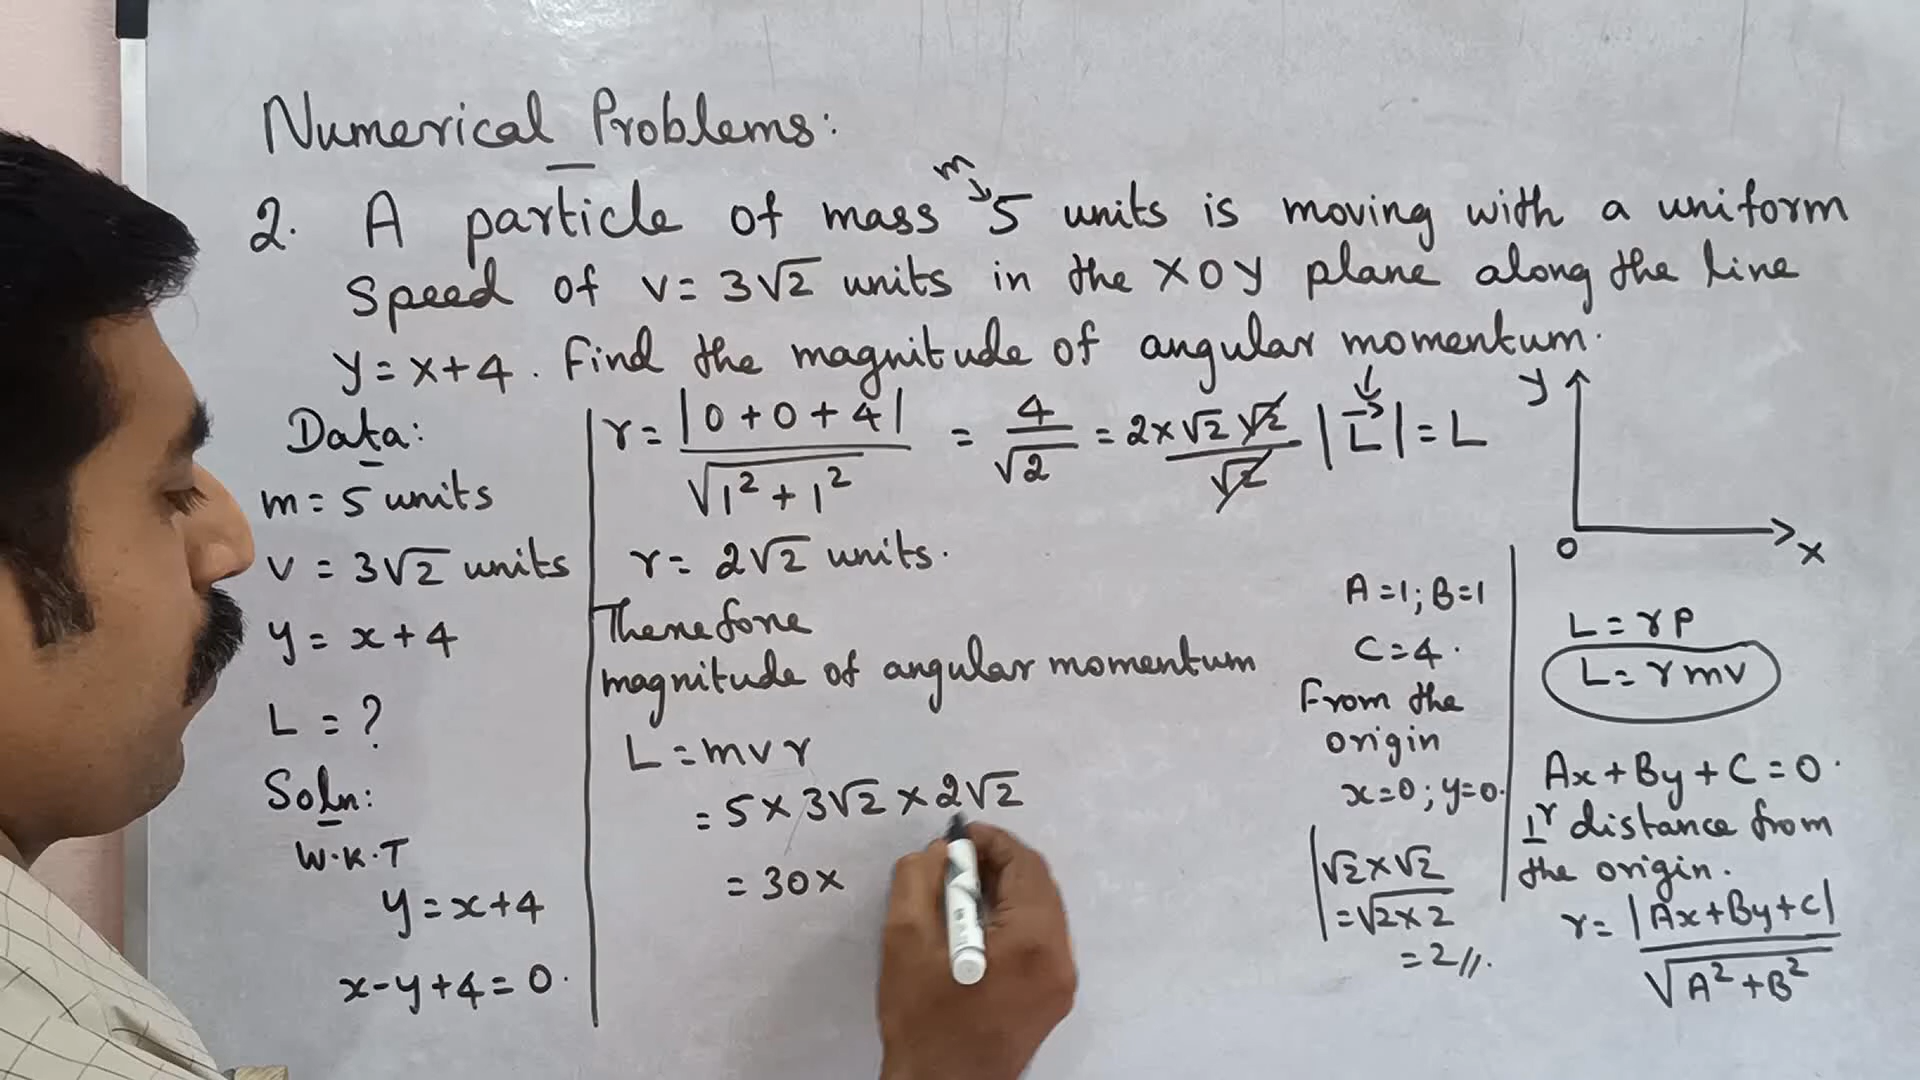 Numerical Problems:
m
2. A particle of mass 5 units is moving with a uniform
speed of v = 3√2 units in the XOY plane along the line
y = x+4. Find the magnitude of angular momentum.
Data:
m = 5 units
v = 3√2 units
y = x+4
L = ?
Soln:
W.K.T
y = x+4
x-y+4=0.
r = |0+0+4| / √1²+1² = 4/√2 = 2×√2 √2/√2
r = 2√2 units.
Therefore
magnitude of angular momentum
L = m v r
= 5 × 3√2 × 2√2
= 30×
|L⃗| = L
y
O
x
A=1; B=1
C=4.
From the
origin
x=0; y=0.
√2×√2
=√2×2
=2//.
L = r p
L = r m v
Ax+By+C=0.
⊥r distance from
the origin.
r = |Ax+By+C| / √A²+B²